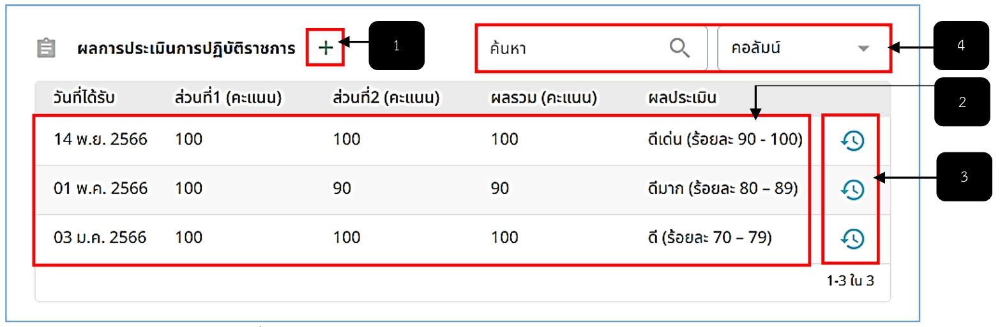 ผลการประเมินการปฏิบัติราชการ + 1 ค้นหา คอลัมน์ 4
วันที่ได้รับ ส่วนที่1 (คะแนน) ส่วนที่2 (คะแนน) ผลรวม (คะแนน) ผลประเมิน 2
14 พ.ย. 2566 100 100 100 ดีเด่น (ร้อยละ 90 - 100)
01 พ.ค. 2566 100 90 90 ดีมาก (ร้อยละ 80 – 89) 3
03 ม.ค. 2566 100 100 100 ดี (ร้อยละ 70 – 79)
1-3 ใน 3